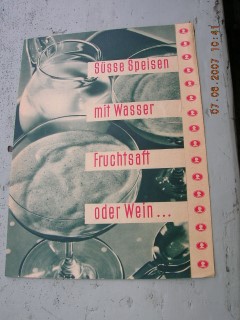 Süsse Speisen
mit Wasser
Fruchtsaft
oder Wein...
07.08.2007 10:41